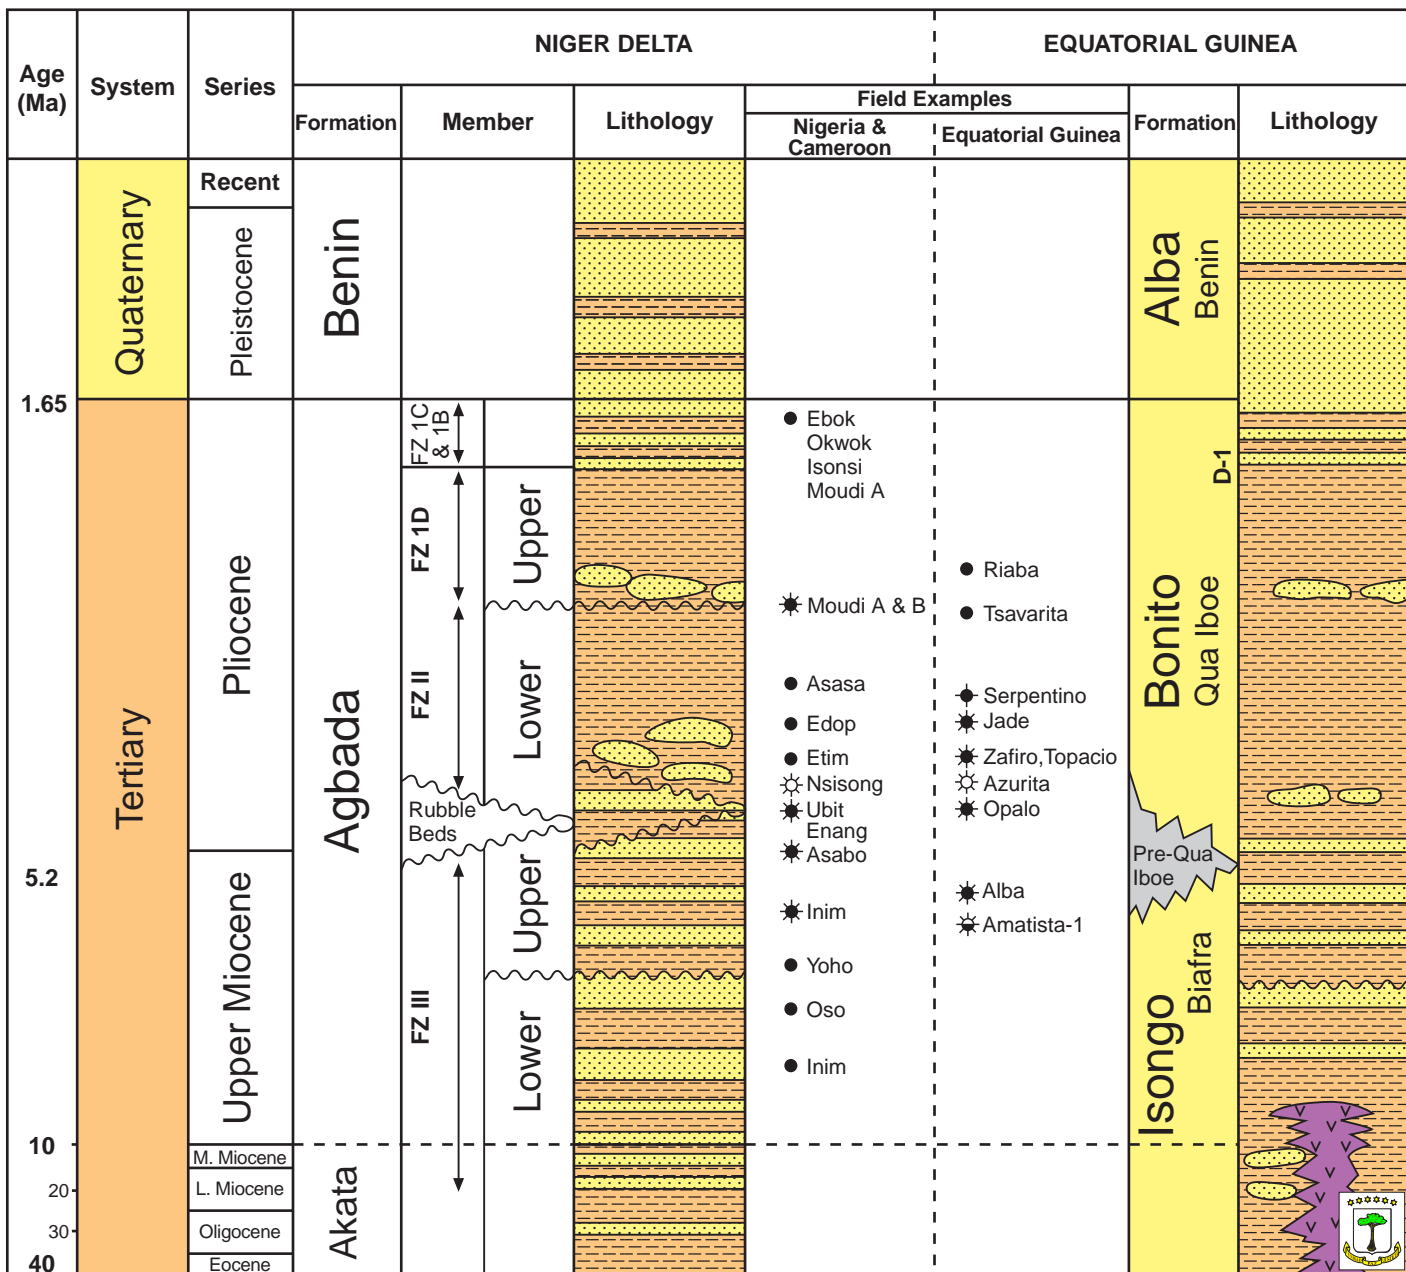 NIGER DELTA
EQUATORIAL GUINEA
Age
(Ma)
System
Series
Formation
Member
Lithology
Field Examples
Nigeria &
Cameroon
Equatorial Guinea
Formation
Lithology
Quaternary
Recent
Pleistocene
Benin
Alba
Benin
1.65
Tertiary
Pliocene
Agbada
FZ 1C
& 1B
FZ 1D
Upper
FZ II
Lower
Rubble
Beds
Ebok
Okwok
Isonsi
Moudi A
Moudi A & B
Asasa
Edop
Etim
Nsisong
Ubit
Enang
Asabo
Inim
Yoho
Oso
Inim
Riaba
Tsavarita
Serpentino
Jade
Zafiro,Topacio
Azurita
Opalo
Alba
Amatista-1
D-1
Bonito
Qua Iboe
Pre-Qua
Iboe
5.2
Upper Miocene
FZ III
Upper
Lower
Isongo
Biafra
10
M. Miocene
20
L. Miocene
30
Oligocene
40
Eocene
Akata